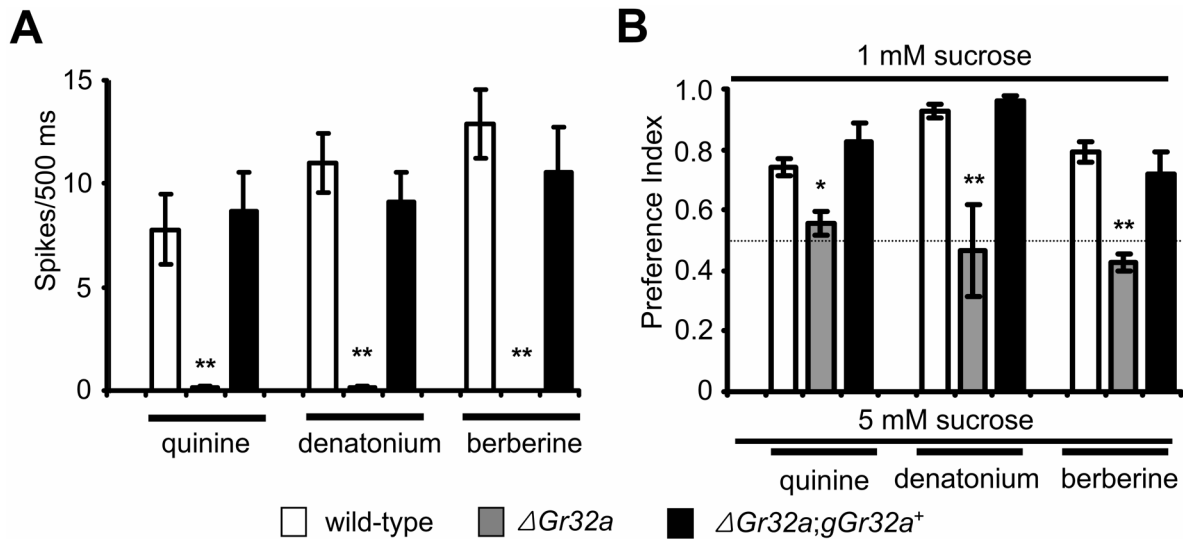 A
Spikes/500 ms
15
10
5
0
**
**
**
quinine denatonium berberine
B
1 mM sucrose
Preference Index
1.0
0.8
0.6
0.4
0.2
0
*
**
**
5 mM sucrose
quinine denatonium berberine
wild-type ΔGr32a ΔGr32a;gGr32a⁺